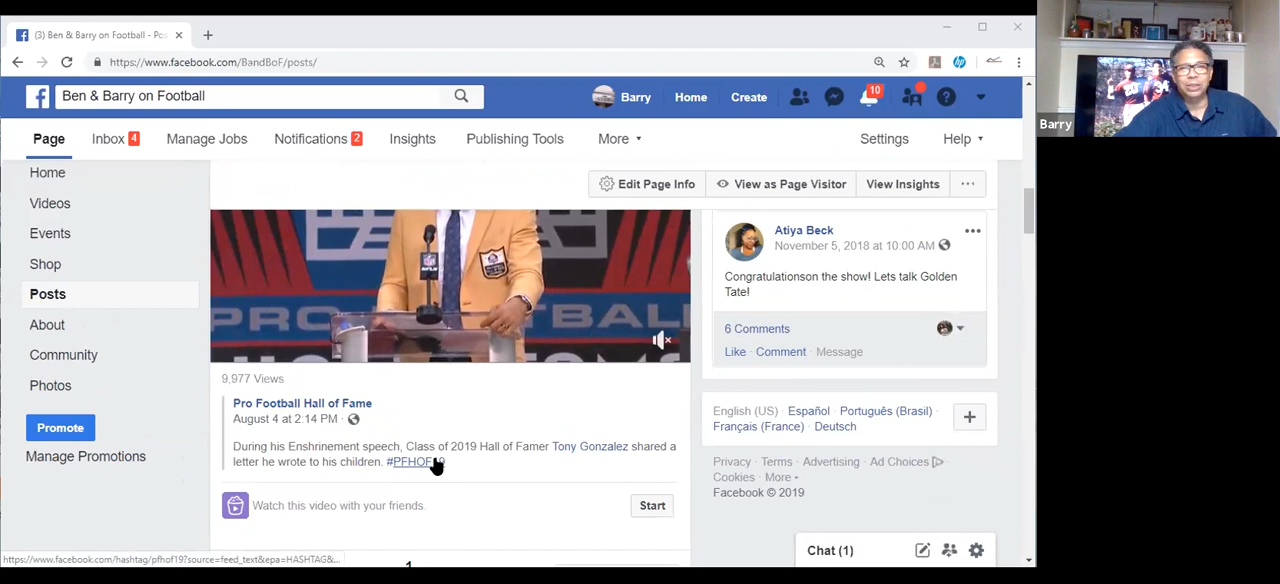 (3) Ben & Barry on Football - Pos
https://www.facebook.com/BandBoF/posts/
Ben & Barry on Football
Barry
Home
Create
10
Page
Inbox 4
Manage Jobs
Notifications 2
Insights
Publishing Tools
More
Settings
Help
Home
Videos
Events
Shop
Posts
About
Community
Photos
Promote
Manage Promotions
Edit Page Info
View as Page Visitor
View Insights
NFL
PRO FOOTBALL
9,977 Views
Pro Football Hall of Fame
August 4 at 2:14 PM
During his Enshrinement speech, Class of 2019 Hall of Famer Tony Gonzalez shared a
letter he wrote to his children. #PFHOF19
Watch this video with your friends.
Start
Atiya Beck
November 5, 2018 at 10:00 AM
Congratulationson the show! Lets talk Golden
Tate!
6 Comments
Like · Comment · Message
English (US) · Español · Português (Brasil) ·
Français (France) · Deutsch
Privacy · Terms · Advertising · Ad Choices ·
Cookies · More
Facebook © 2019
Chat (1)
https://www.facebook.com/hashtag/pfhof19?source=feed_text&epa=HASHTAG&...
Barry